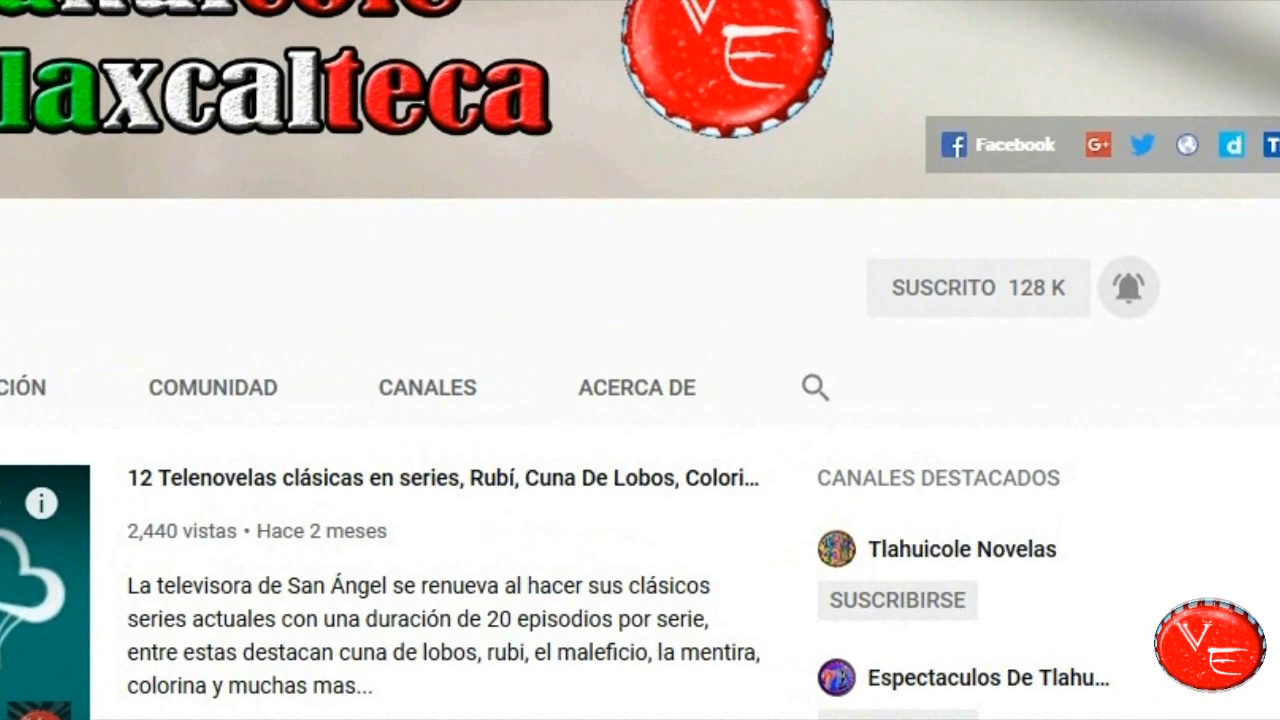 laxcalteca
VE
Facebook
G+
d
SUSCRITO 128 K
CIÓN COMUNIDAD CANALES ACERCA DE
12 Telenovelas clásicas en series, Rubí, Cuna De Lobos, Colori...
2,440 vistas • Hace 2 meses
La televisora de San Ángel se renueva al hacer sus clásicos
series actuales con una duración de 20 episodios por serie,
entre estas destacan cuna de lobos, rubi, el maleficio, la mentira,
colorina y muchas mas...
CANALES DESTACADOS
Tlahuicole Novelas
SUSCRIBIRSE
Espectaculos De Tlahu...
VE